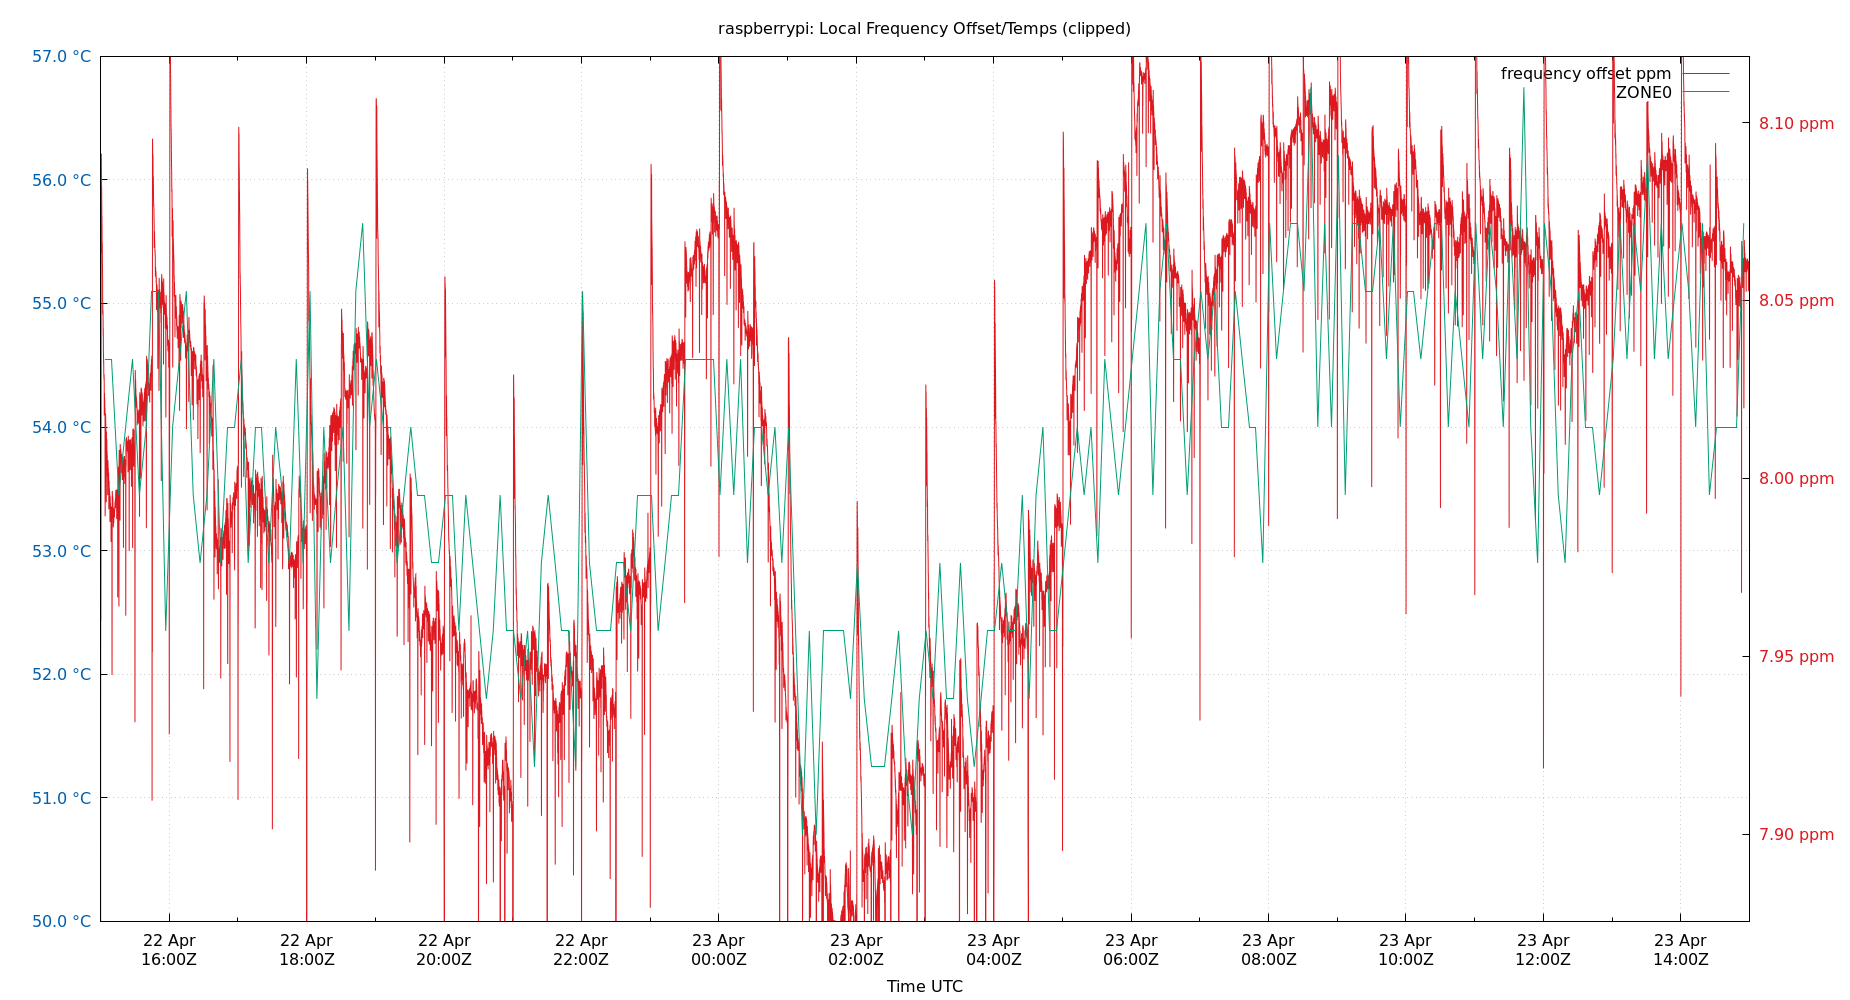 raspberrypi: Local Frequency Offset/Temps (clipped)
frequency offset ppm
ZONE0
57.0 °C
56.0 °C
55.0 °C
54.0 °C
53.0 °C
52.0 °C
51.0 °C
50.0 °C
8.10 ppm
8.05 ppm
8.00 ppm
7.95 ppm
7.90 ppm
22 Apr 22 Apr 22 Apr 22 Apr 23 Apr 23 Apr 23 Apr 23 Apr 23 Apr 23 Apr 23 Apr 23 Apr
16:00Z 18:00Z 20:00Z 22:00Z 00:00Z 02:00Z 04:00Z 06:00Z 08:00Z 10:00Z 12:00Z 14:00Z
Time UTC